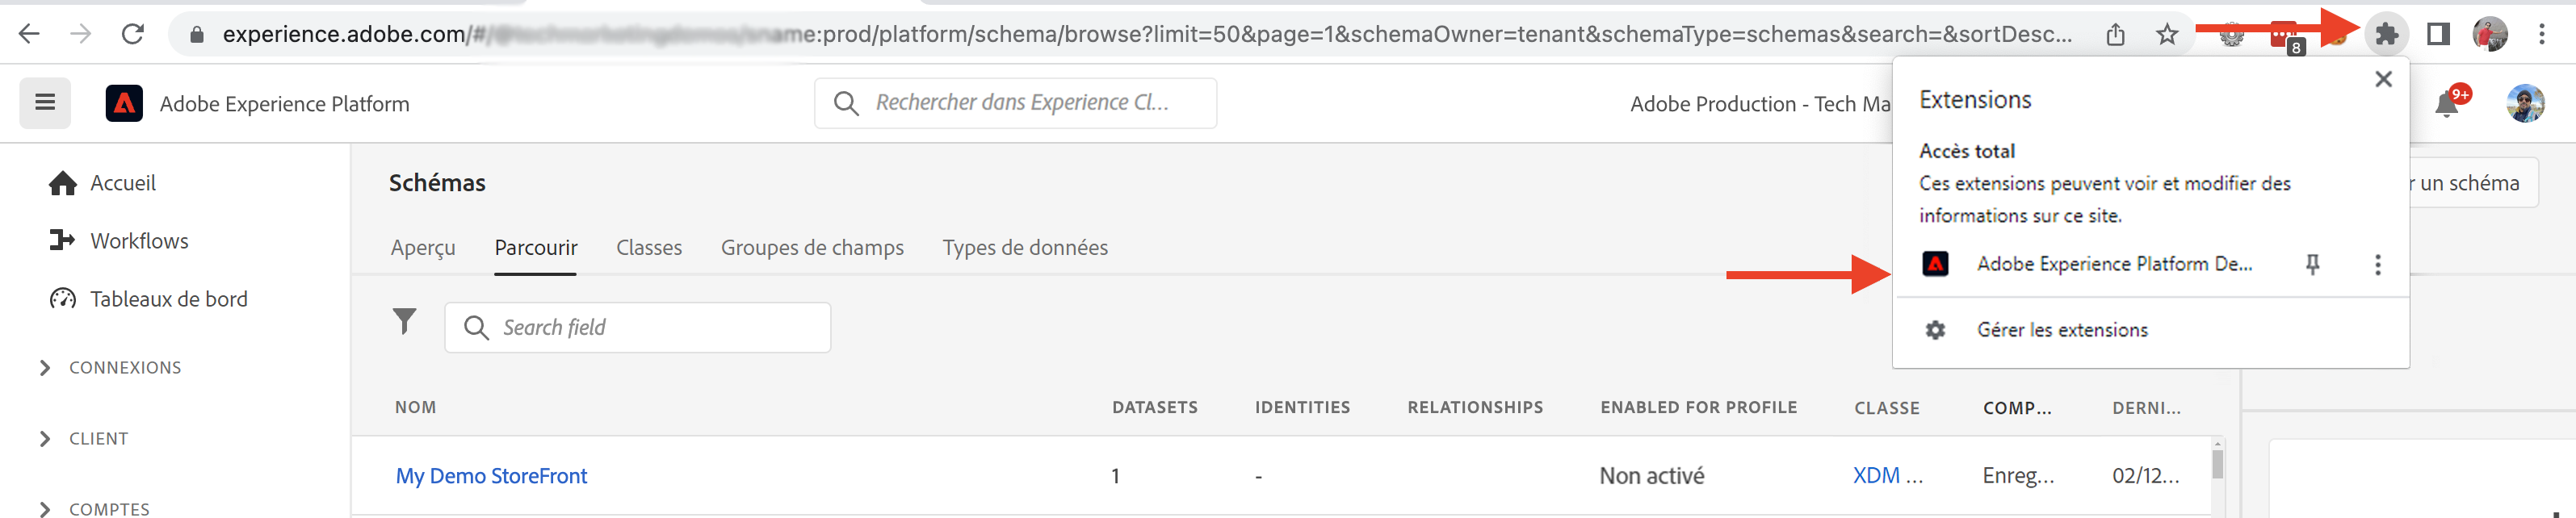 experience.adobe.com/#/ :prod/platform/schema/browse?limit=50&page=1&schemaOwner=tenant&schemaType=schemas&search=&sortDesc...
8
Adobe Experience Platform
Rechercher dans Experience Cl...
Adobe Production - Tech Ma
9+
Extensions
Accès total
Ces extensions peuvent voir et modifier des
informations sur ce site.
Adobe Experience Platform De...
Gérer les extensions
Accueil
Workflows
Tableaux de bord
CONNEXIONS
CLIENT
COMPTES
Schémas
r un schéma
Aperçu Parcourir Classes Groupes de champs Types de données
Search field
NOM DATASETS IDENTITIES RELATIONSHIPS ENABLED FOR PROFILE CLASSE COMP... DERNI...
My Demo StoreFront 1 - Non activé XDM ... Enreg... 02/12...